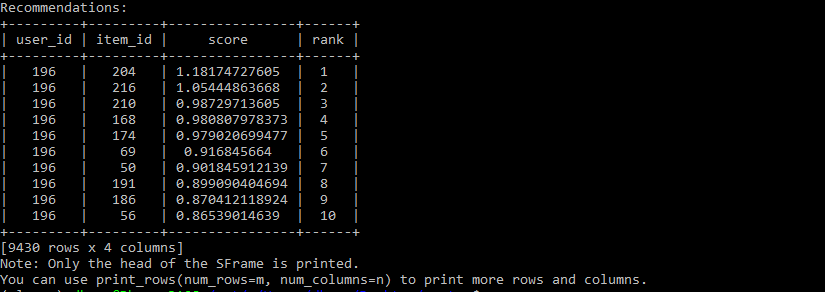 Recommendations:
+---------+---------+----------------+------+
| user_id | item_id |     score      | rank |
+---------+---------+----------------+------+
|   196   |   204   | 1.18174727605  |  1   |
|   196   |   216   | 1.05444863668  |  2   |
|   196   |   210   | 0.98729713605  |  3   |
|   196   |   168   | 0.980807978373 |  4   |
|   196   |   174   | 0.979020699477 |  5   |
|   196   |    69   |  0.916845664   |  6   |
|   196   |    50   | 0.901845912139 |  7   |
|   196   |   191   | 0.899090404694 |  8   |
|   196   |   186   | 0.870412118924 |  9   |
|   196   |    56   | 0.86539014639  |  10  |
+---------+---------+----------------+------+
[9430 rows x 4 columns]
Note: Only the head of the SFrame is printed.
You can use print_rows(num_rows=m, num_columns=n) to print more rows and columns.